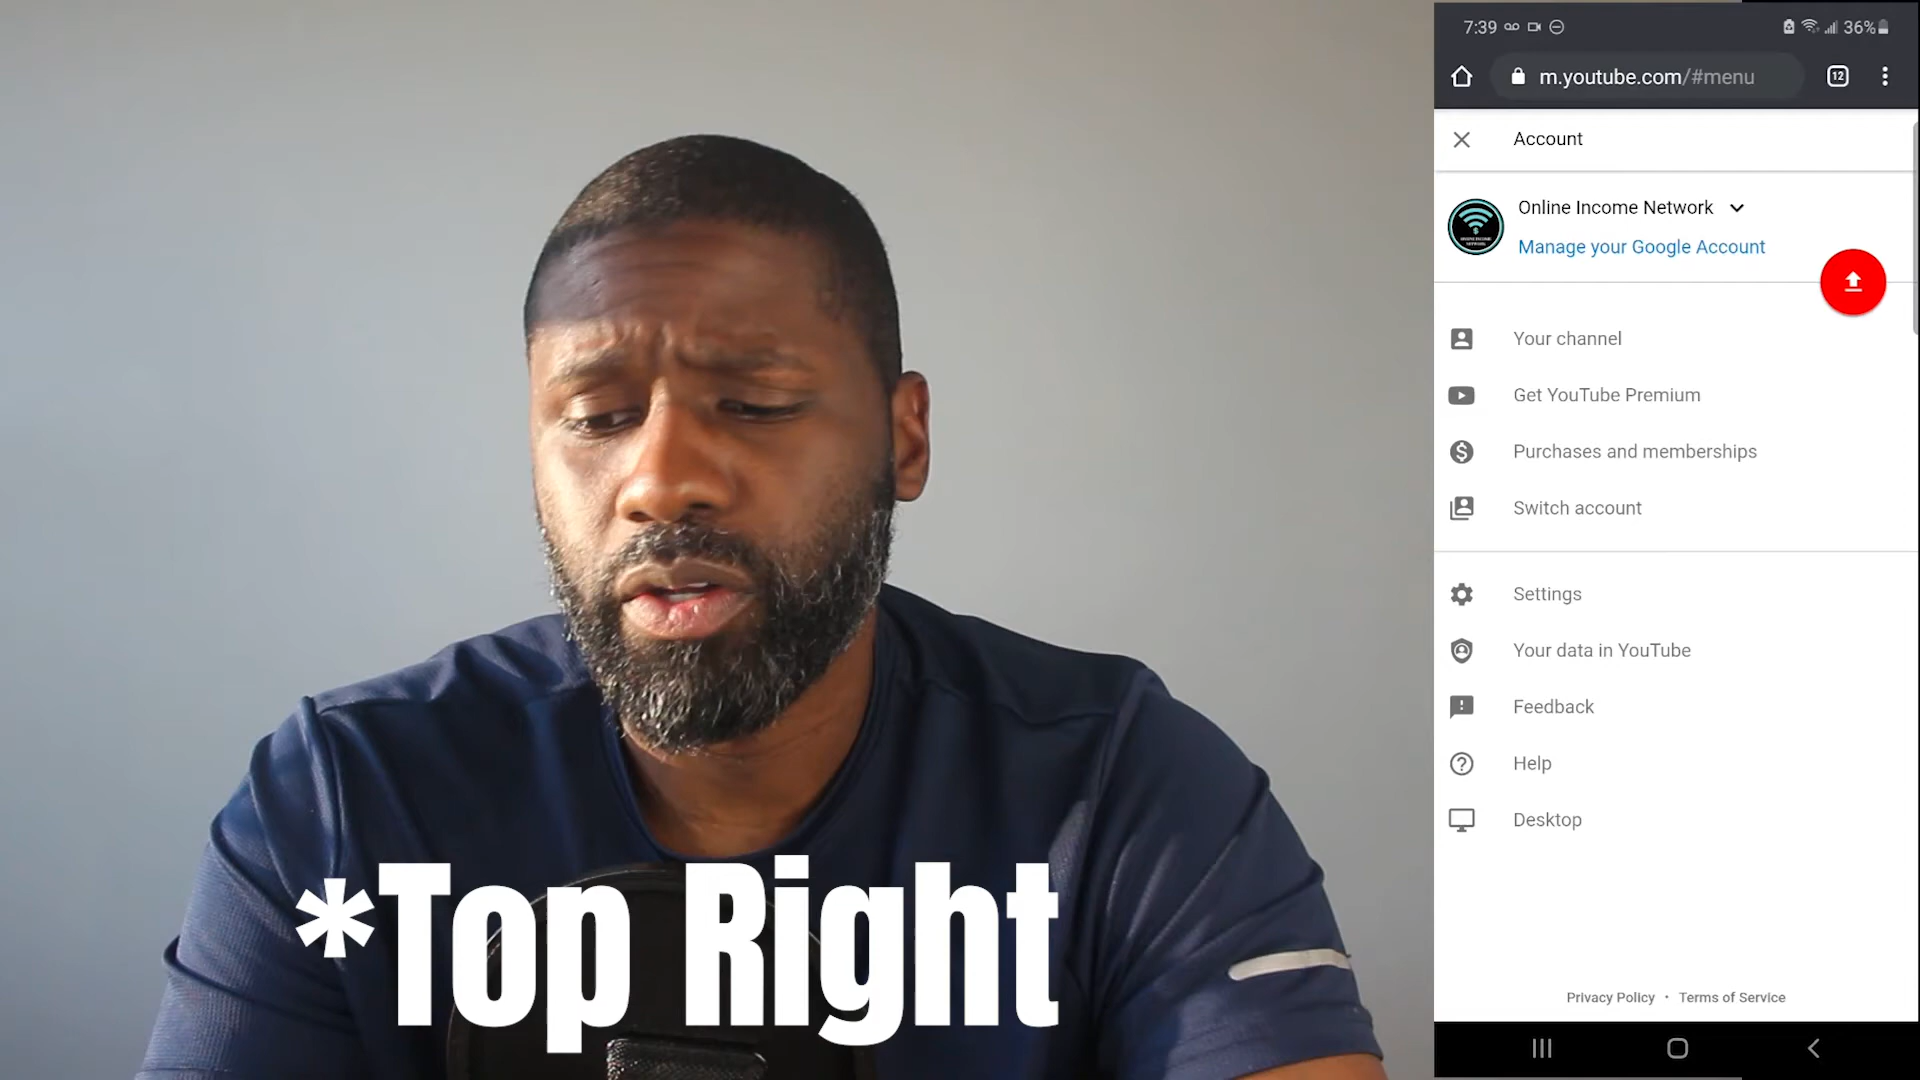 7:39
36%
m.youtube.com/#menu
12
Account
Online Income Network
Manage your Google Account
Your channel
Get YouTube Premium
Purchases and memberships
Switch account
Settings
Your data in YouTube
Feedback
Help
Desktop
Privacy Policy • Terms of Service
*Top Right